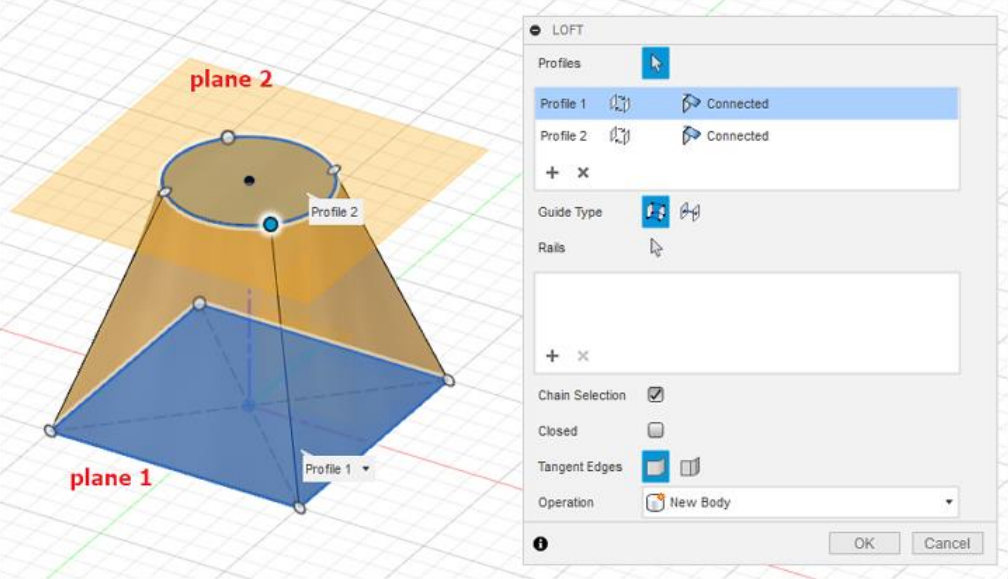 plane 2
Profile 2
plane 1
Profile 1
LOFT
Profiles
Profile 1 Connected
Profile 2 Connected
Guide Type
Rails
Chain Selection
Closed
Tangent Edges
Operation New Body
OK Cancel